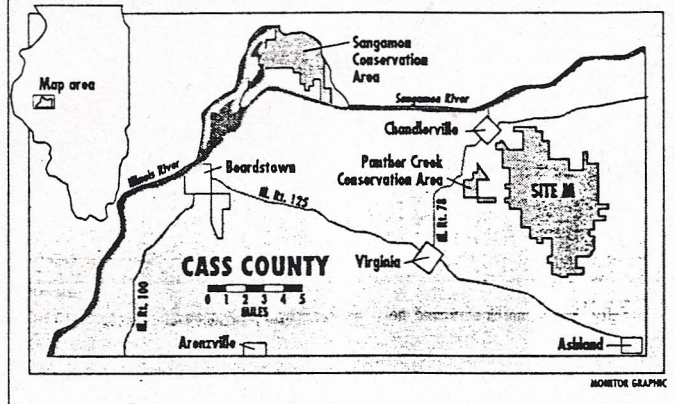 Map area
Sangamon
Conservation
Area
Sangamon River
Chandlerville
Illinois River
Beardstown
Panther Creek
Conservation Area
SITE M
Ill. Rt. 125
Ill. Rt. 78
CASS COUNTY
0 1 2 3 4 5
MILES
Virginia
Ill. Rt. 100
Arenzville
Ashland
MONITOR GRAPHIC